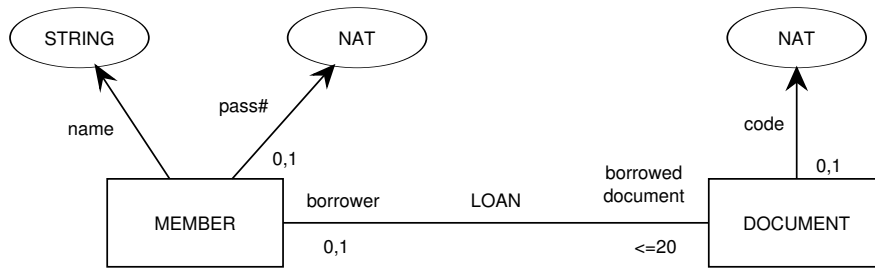 STRING
NAT
NAT
name
pass#
code
0,1
0,1
MEMBER
borrower
LOAN
borrowed
document
DOCUMENT
0,1
<=20